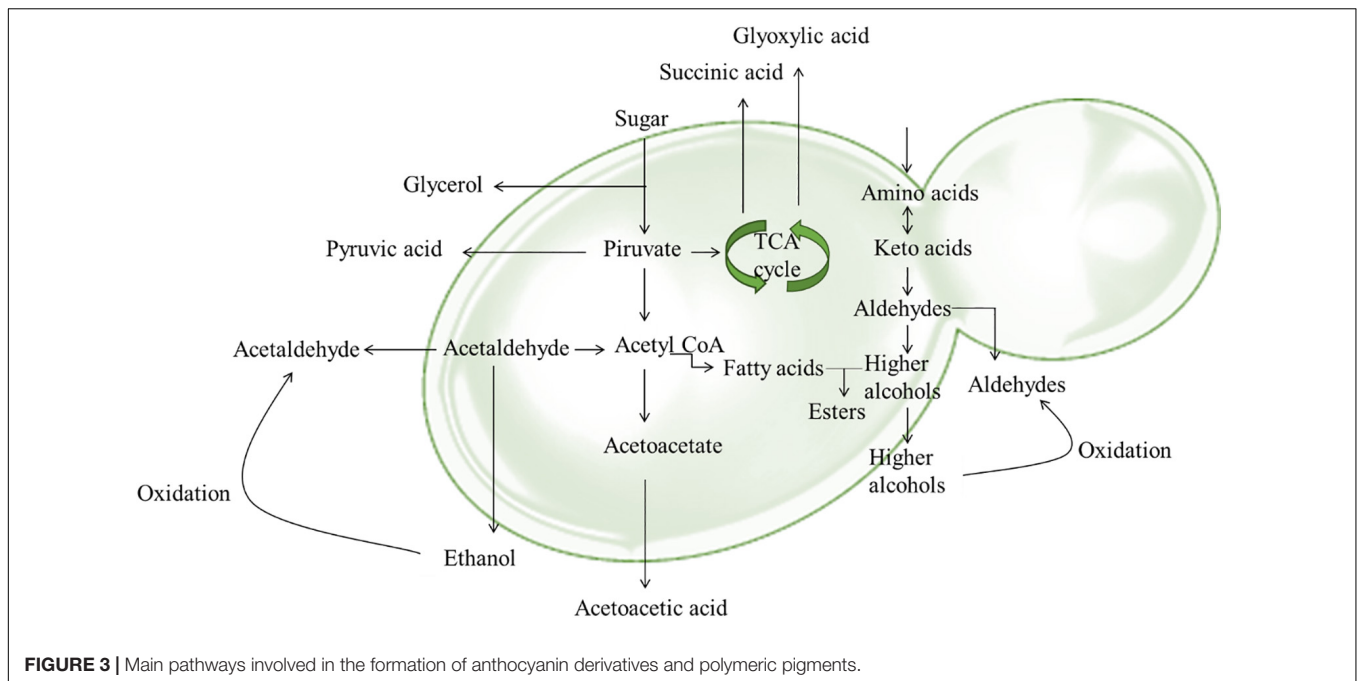 Glyoxylic acid
Succinic acid
Sugar
Glycerol
Amino acids
Pyruvic acid
Piruvate
TCA
cycle
Keto acids
Aldehydes
Acetaldehyde
Acetaldehyde
Acetyl CoA
Fatty acids
Higher
alcohols
Aldehydes
Esters
Acetoacetate
Higher
alcohols
Oxidation
Oxidation
Ethanol
Acetoacetic acid
FIGURE 3 | Main pathways involved in the formation of anthocyanin derivatives and polymeric pigments.